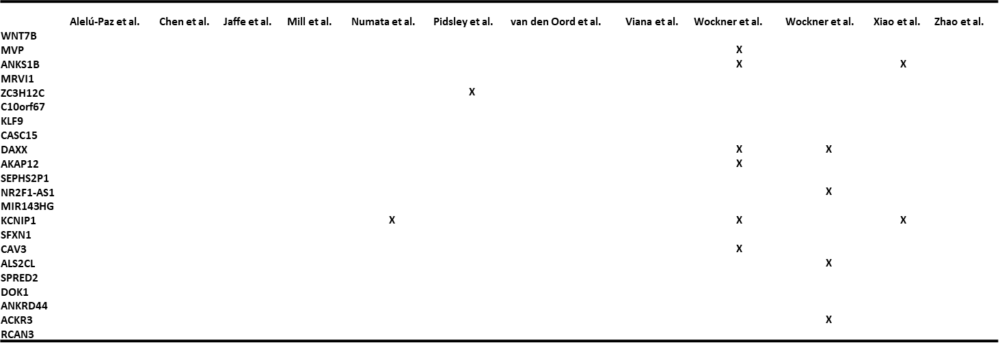 Alelú-Paz et al. Chen et al. Jaffe et al. Mill et al. Numata et al. Pidsley et al. van den Oord et al. Viana et al. Wockner et al. Wockner et al. Xiao et al. Zhao et al.
WNT7B
MVP X
ANKS1B X X
MRVI1
ZC3H12C X
C10orf67
KLF9
CASC15
DAXX X X
AKAP12 X
SEPHS2P1
NR2F1-AS1 X
MIR143HG
KCNIP1 X X X
SFXN1
CAV3 X
ALS2CL X
SPRED2
DOK1
ANKRD44
ACKR3 X
RCAN3